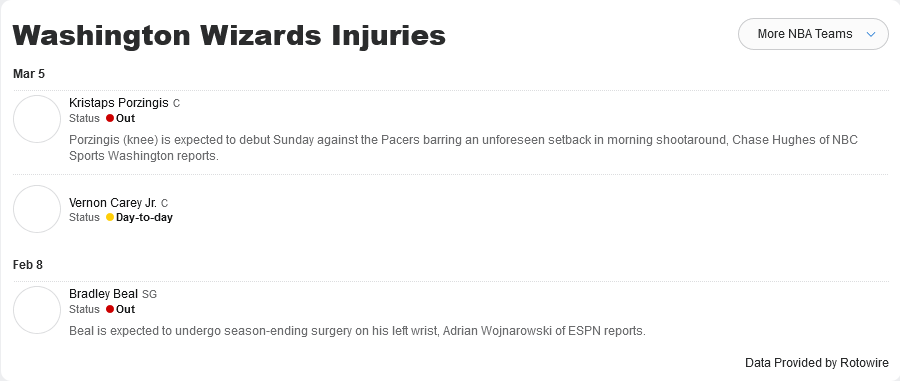 Washington Wizards Injuries
More NBA Teams
Mar 5
Kristaps Porzingis C
Status Out
Porzingis (knee) is expected to debut Sunday against the Pacers barring an unforeseen setback in morning shootaround, Chase Hughes of NBC
Sports Washington reports.
Vernon Carey Jr. C
Status Day-to-day
Feb 8
Bradley Beal SG
Status Out
Beal is expected to undergo season-ending surgery on his left wrist, Adrian Wojnarowski of ESPN reports.
Data Provided by Rotowire